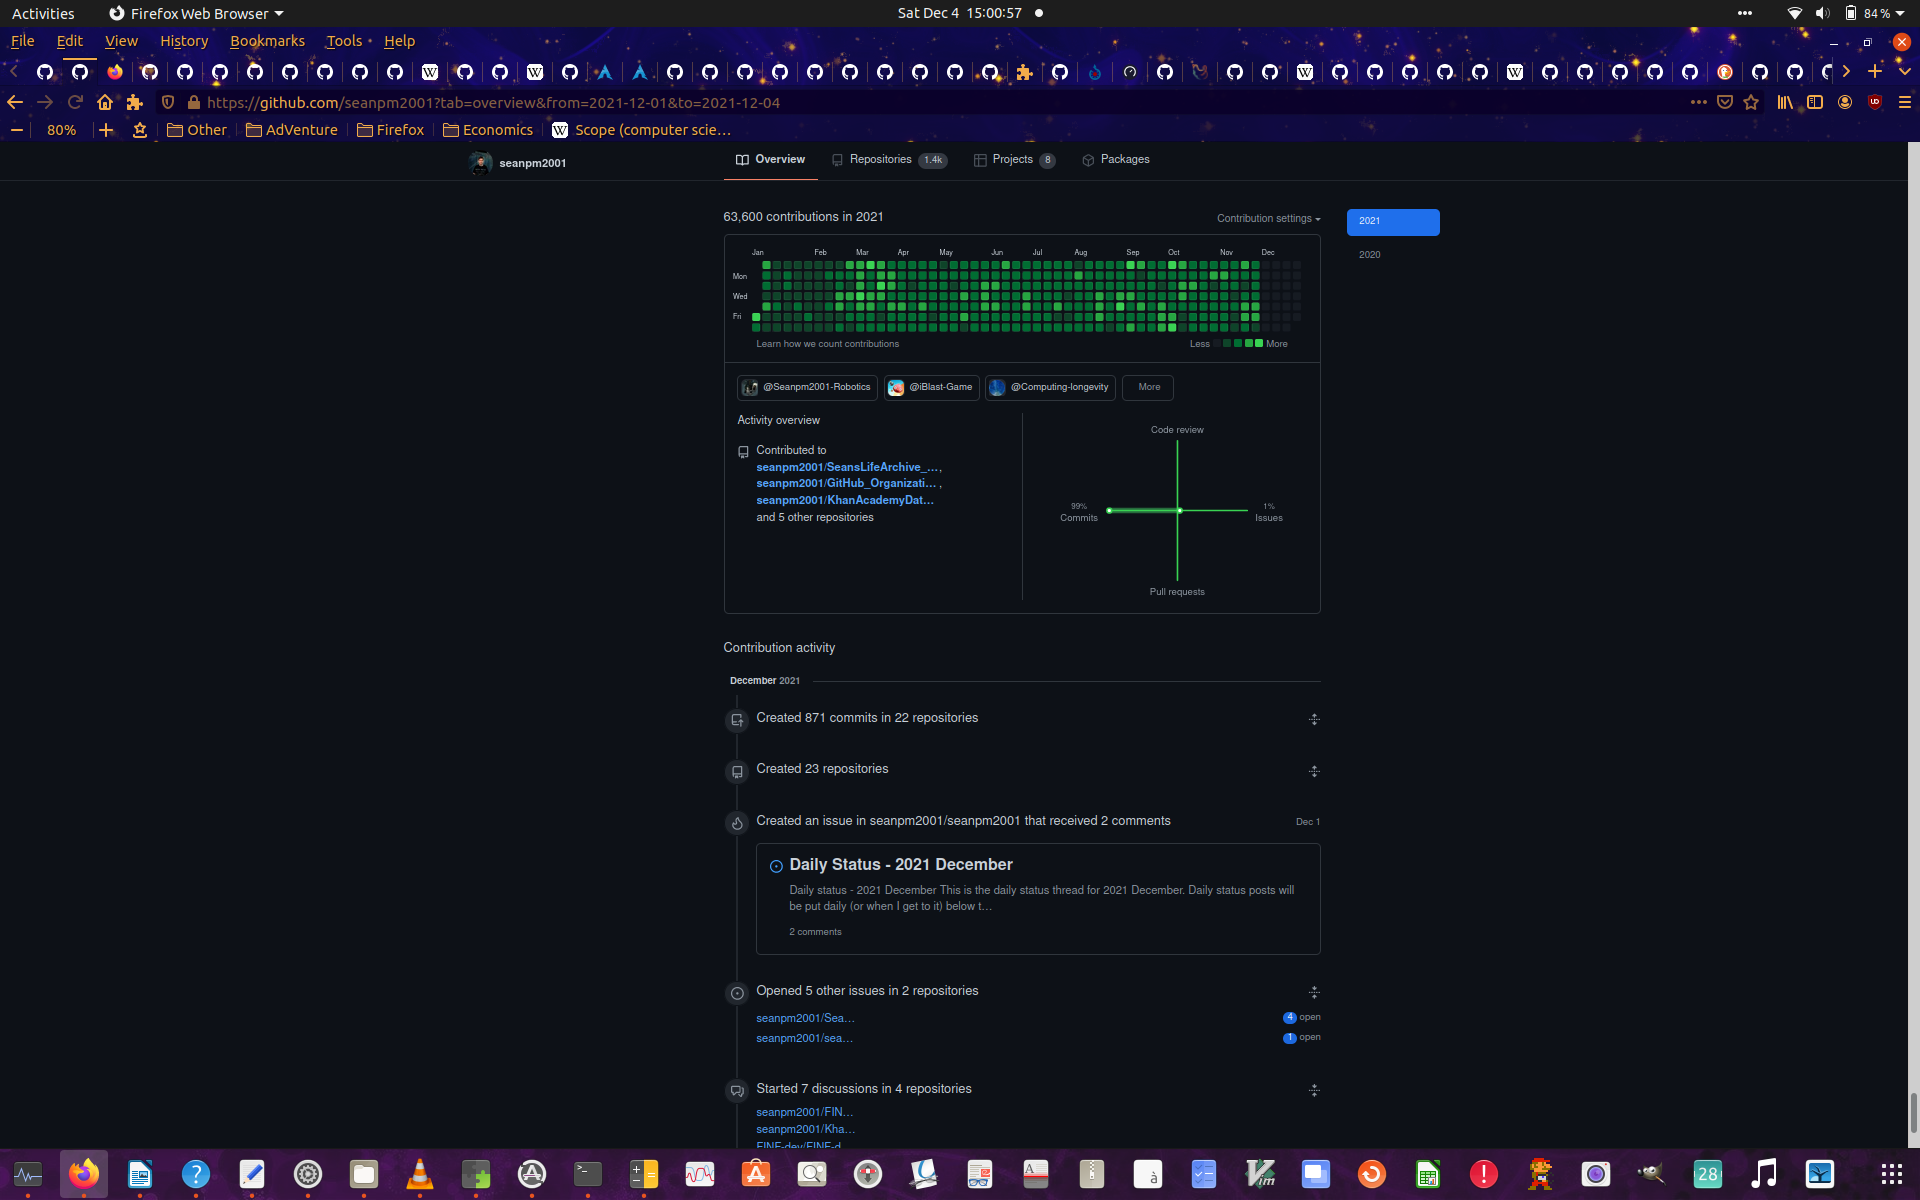 Activities
Firefox Web Browser
Sat Dec 4 15:00:57
84 %
File Edit View History Bookmarks Tools Help
https://github.com/seanpm2001?tab=overview&from=2021-12-01&to=2021-12-04
80%
Other
AdVenture
Firefox
Economics
Scope (computer scie…
seanpm2001
Overview
Repositories 1.4k
Projects 8
Packages
63,600 contributions in 2021
Contribution settings
2021
2020
Jan Feb Mar Apr May Jun Jul Aug Sep Oct Nov Dec
Mon
Wed
Fri
Learn how we count contributions
Less More
@Seanpm2001-Robotics
@iBlast-Game
@Computing-longevity
More
Activity overview
Contributed to
seanpm2001/SeansLifeArchive_…,
seanpm2001/GitHub_Organizati… ,
seanpm2001/KhanAcademyDat…
and 5 other repositories
Code review
99%
Commits
1%
Issues
Pull requests
Contribution activity
December 2021
Created 871 commits in 22 repositories
Created 23 repositories
Created an issue in seanpm2001/seanpm2001 that received 2 comments
Dec 1
Daily Status - 2021 December
Daily status - 2021 December This is the daily status thread for 2021 December. Daily status posts will
be put daily (or when I get to it) below t…
2 comments
Opened 5 other issues in 2 repositories
seanpm2001/Sea…
4 open
seanpm2001/sea…
1 open
Started 7 discussions in 4 repositories
seanpm2001/FIN…
seanpm2001/Kha…
28